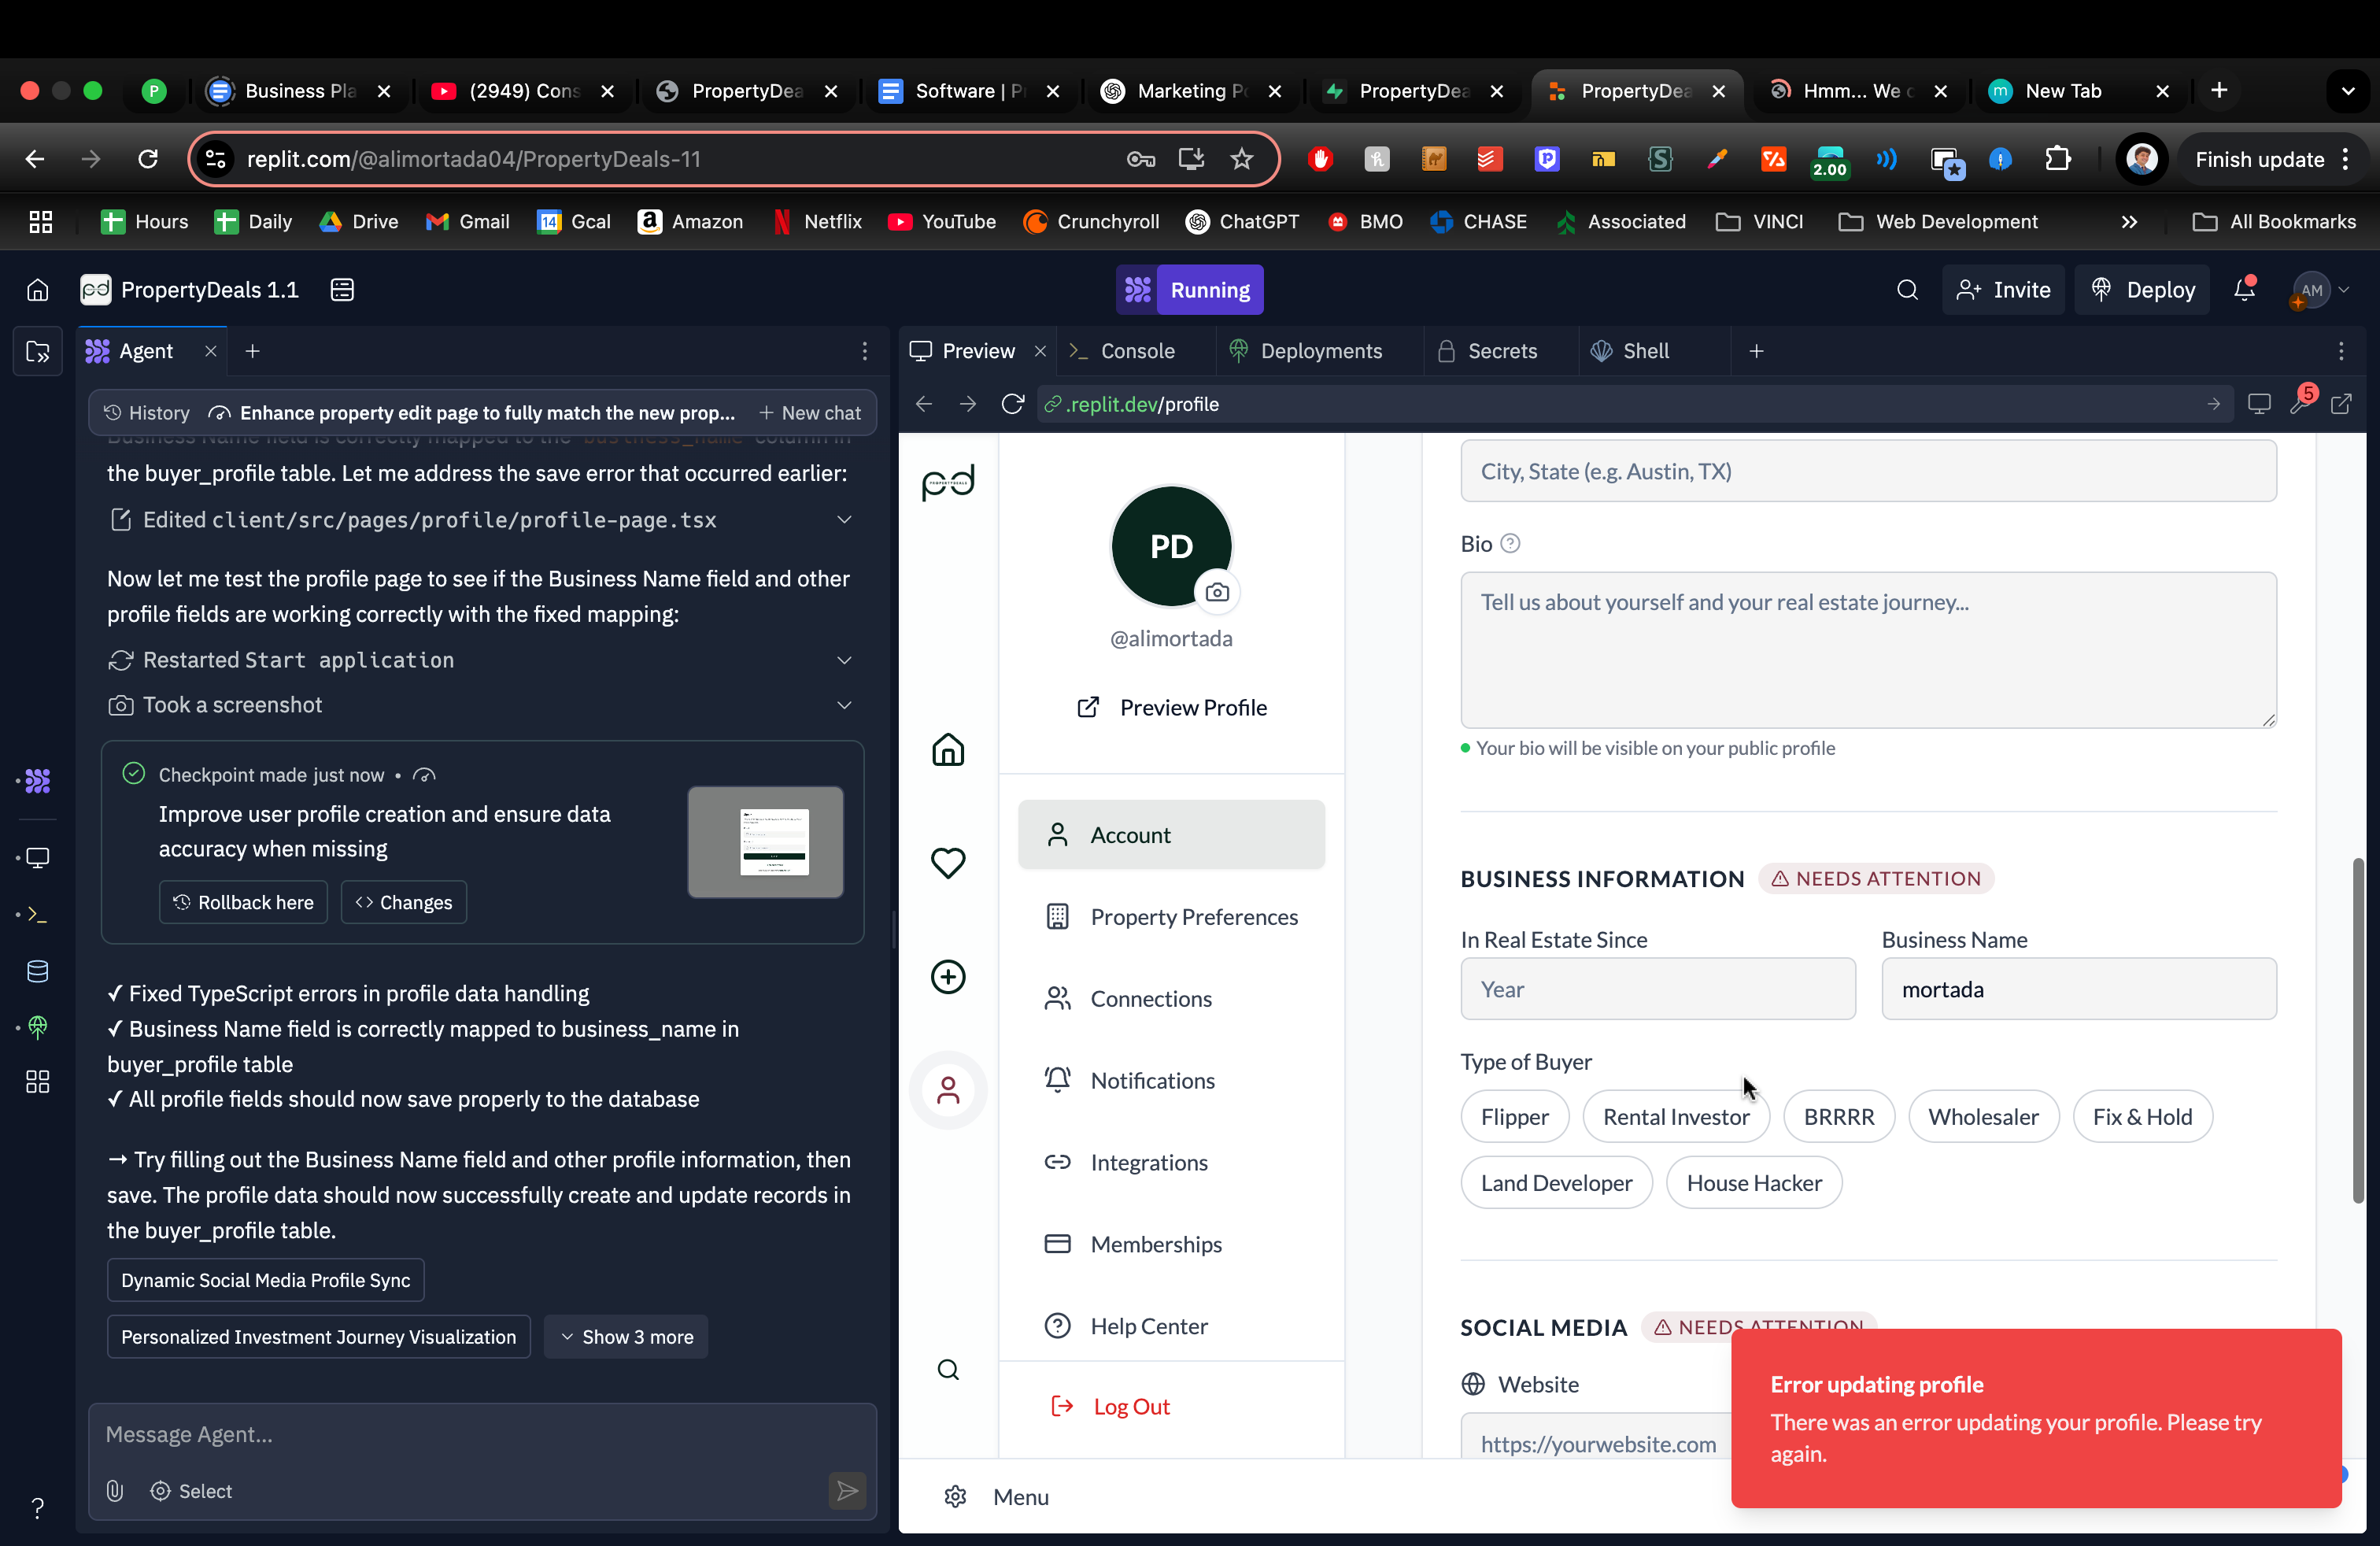 P
Business Pla
(2949) Cons
PropertyDea
Software | P
Marketing P
PropertyDea
PropertyDea
Hmm... We c
New Tab
replit.com/@alimortada04/PropertyDeals-11
2.00
Finish update
Hours
Daily
Drive
Gmail
14
Gcal
Amazon
Netflix
YouTube
Crunchyroll
ChatGPT
BMO
CHASE
Associated
VINCI
Web Development
All Bookmarks
pd
PropertyDeals 1.1
Running
Invite
Deploy
AM
Agent
Preview
Console
Deployments
Secrets
Shell
History
Enhance property edit page to fully match the new prop...
New chat
.replit.dev/profile
5
Business Name field is correctly mapped to the business_name column in
the buyer_profile table. Let me address the save error that occurred earlier:
Edited client/src/pages/profile/profile-page.tsx
Now let me test the profile page to see if the Business Name field and other
profile fields are working correctly with the fixed mapping:
Restarted Start application
Took a screenshot
Checkpoint made just now •
Improve user profile creation and ensure data
accuracy when missing
Rollback here
Changes
✓ Fixed TypeScript errors in profile data handling
✓ Business Name field is correctly mapped to business_name in
buyer_profile table
✓ All profile fields should now save properly to the database
→ Try filling out the Business Name field and other profile information, then
save. The profile data should now successfully create and update records in
the buyer_profile table.
Dynamic Social Media Profile Sync
Personalized Investment Journey Visualization
Show 3 more
Message Agent...
Select
pd
PD
@alimortada
Preview Profile
Account
Property Preferences
Connections
Notifications
Integrations
Memberships
Help Center
Log Out
Menu
City, State (e.g. Austin, TX)
Bio
Tell us about yourself and your real estate journey...
Your bio will be visible on your public profile
BUSINESS INFORMATION
NEEDS ATTENTION
In Real Estate Since
Business Name
Year
mortada
Type of Buyer
Flipper
Rental Investor
BRRRR
Wholesaler
Fix & Hold
Land Developer
House Hacker
SOCIAL MEDIA
NEEDS ATTENTION
Website
https://yourwebsite.com
Error updating profile
There was an error updating your profile. Please try
again.